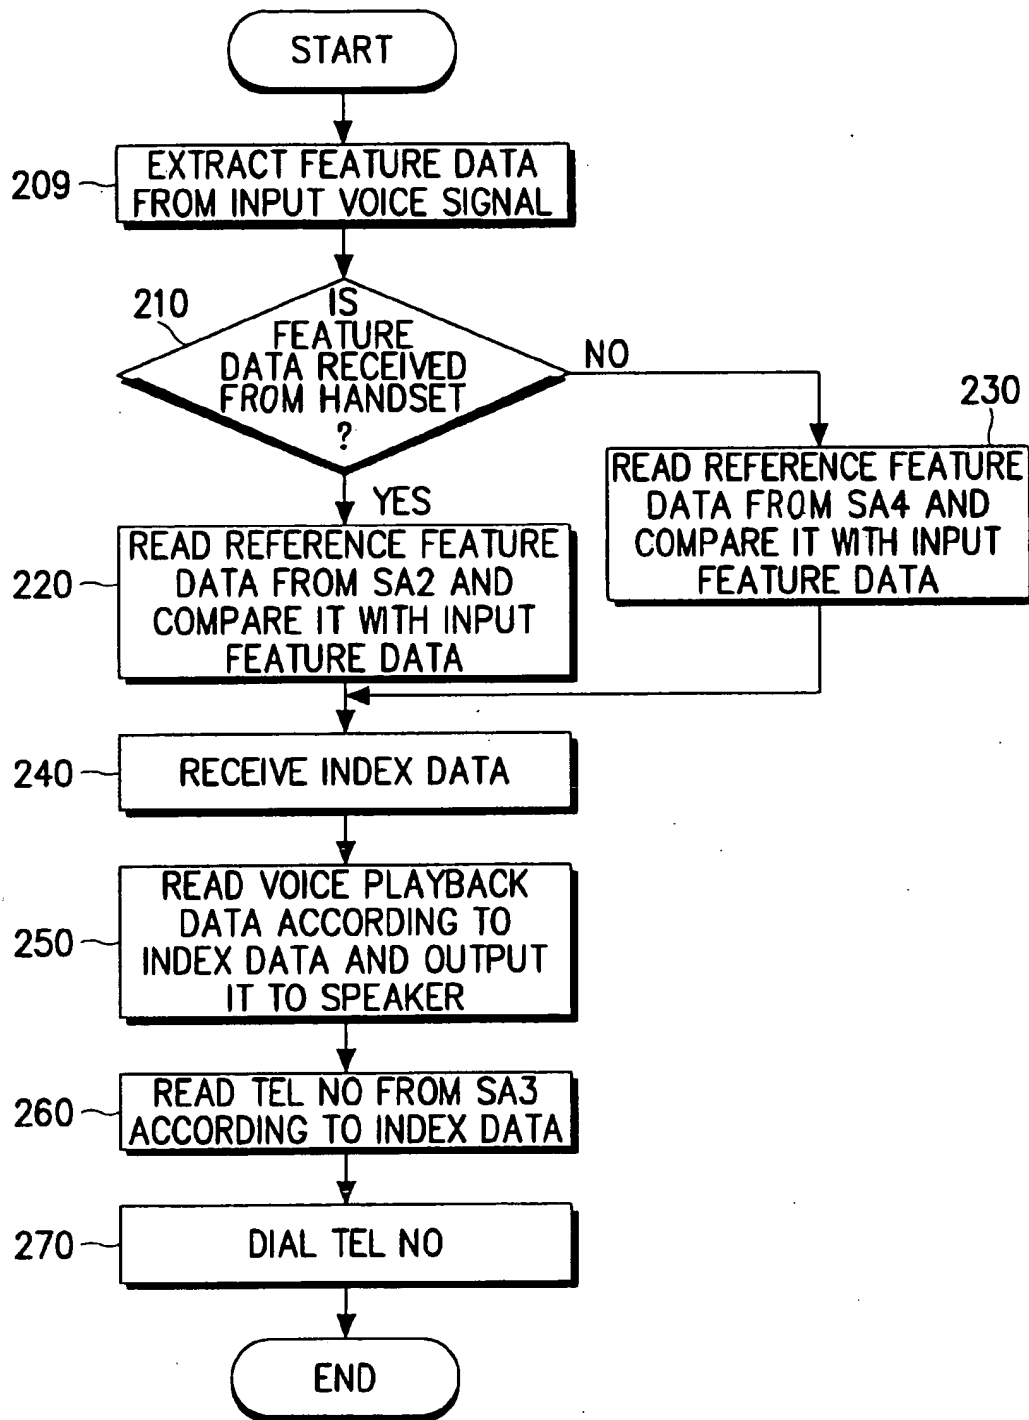 START
209
EXTRACT FEATURE DATA
FROM INPUT VOICE SIGNAL
210
IS
FEATURE
DATA RECEIVED
FROM HANDSET
?
NO
YES
230
READ REFERENCE FEATURE
DATA FROM SA4 AND
COMPARE IT WITH INPUT
FEATURE DATA
220
READ REFERENCE FEATURE
DATA FROM SA2 AND
COMPARE IT WITH INPUT
FEATURE DATA
240
RECEIVE INDEX DATA
250
READ VOICE PLAYBACK
DATA ACCORDING TO
INDEX DATA AND OUTPUT
IT TO SPEAKER
260
READ TEL NO FROM SA3
ACCORDING TO INDEX DATA
270
DIAL TEL NO
END